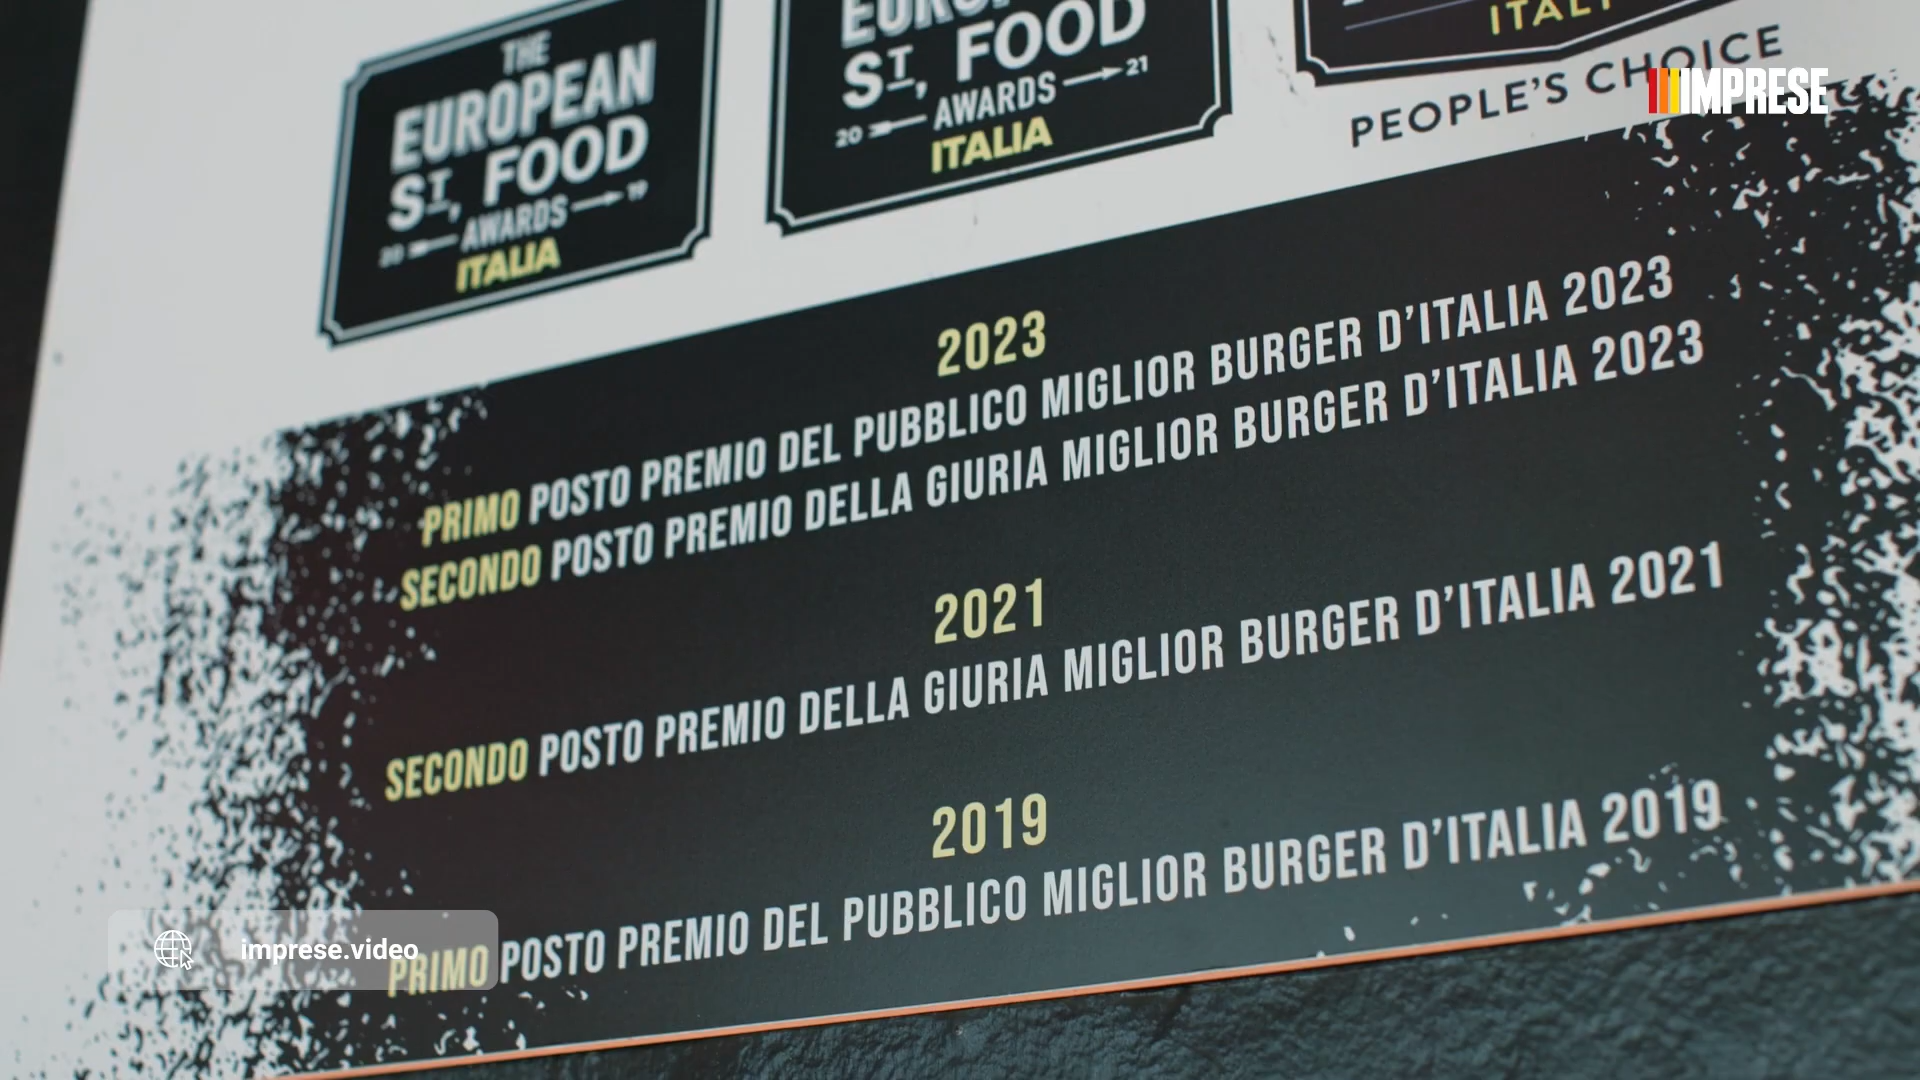 THE
EUROPEAN
ST, FOOD
20 AWARDS 19
ITALIA
ST, FOOD
20 AWARDS 21
ITALIA
PEOPLE'S CHOICE
IMPRESE
2023
PRIMO POSTO PREMIO DEL PUBBLICO MIGLIOR BURGER D'ITALIA 2023
SECONDO POSTO PREMIO DELLA GIURIA MIGLIOR BURGER D'ITALIA 2023
2021
SECONDO POSTO PREMIO DELLA GIURIA MIGLIOR BURGER D'ITALIA 2021
2019
PRIMO POSTO PREMIO DEL PUBBLICO MIGLIOR BURGER D'ITALIA 2019
imprese.video